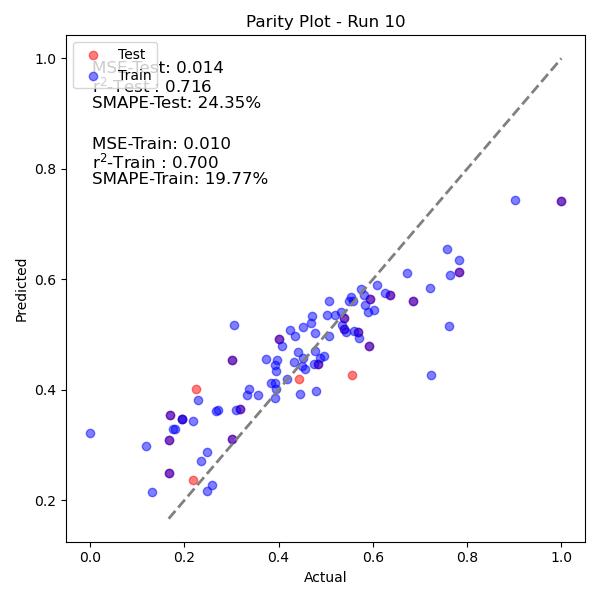 Parity Plot - Run 10
Test
Train
MSE-Test: 0.014
r²-Test : 0.716
SMAPE-Test: 24.35%
MSE-Train: 0.010
r²-Train : 0.700
SMAPE-Train: 19.77%
1.0
0.8
0.6
0.4
0.2
Predicted
0.0 0.2 0.4 0.6 0.8 1.0
Actual